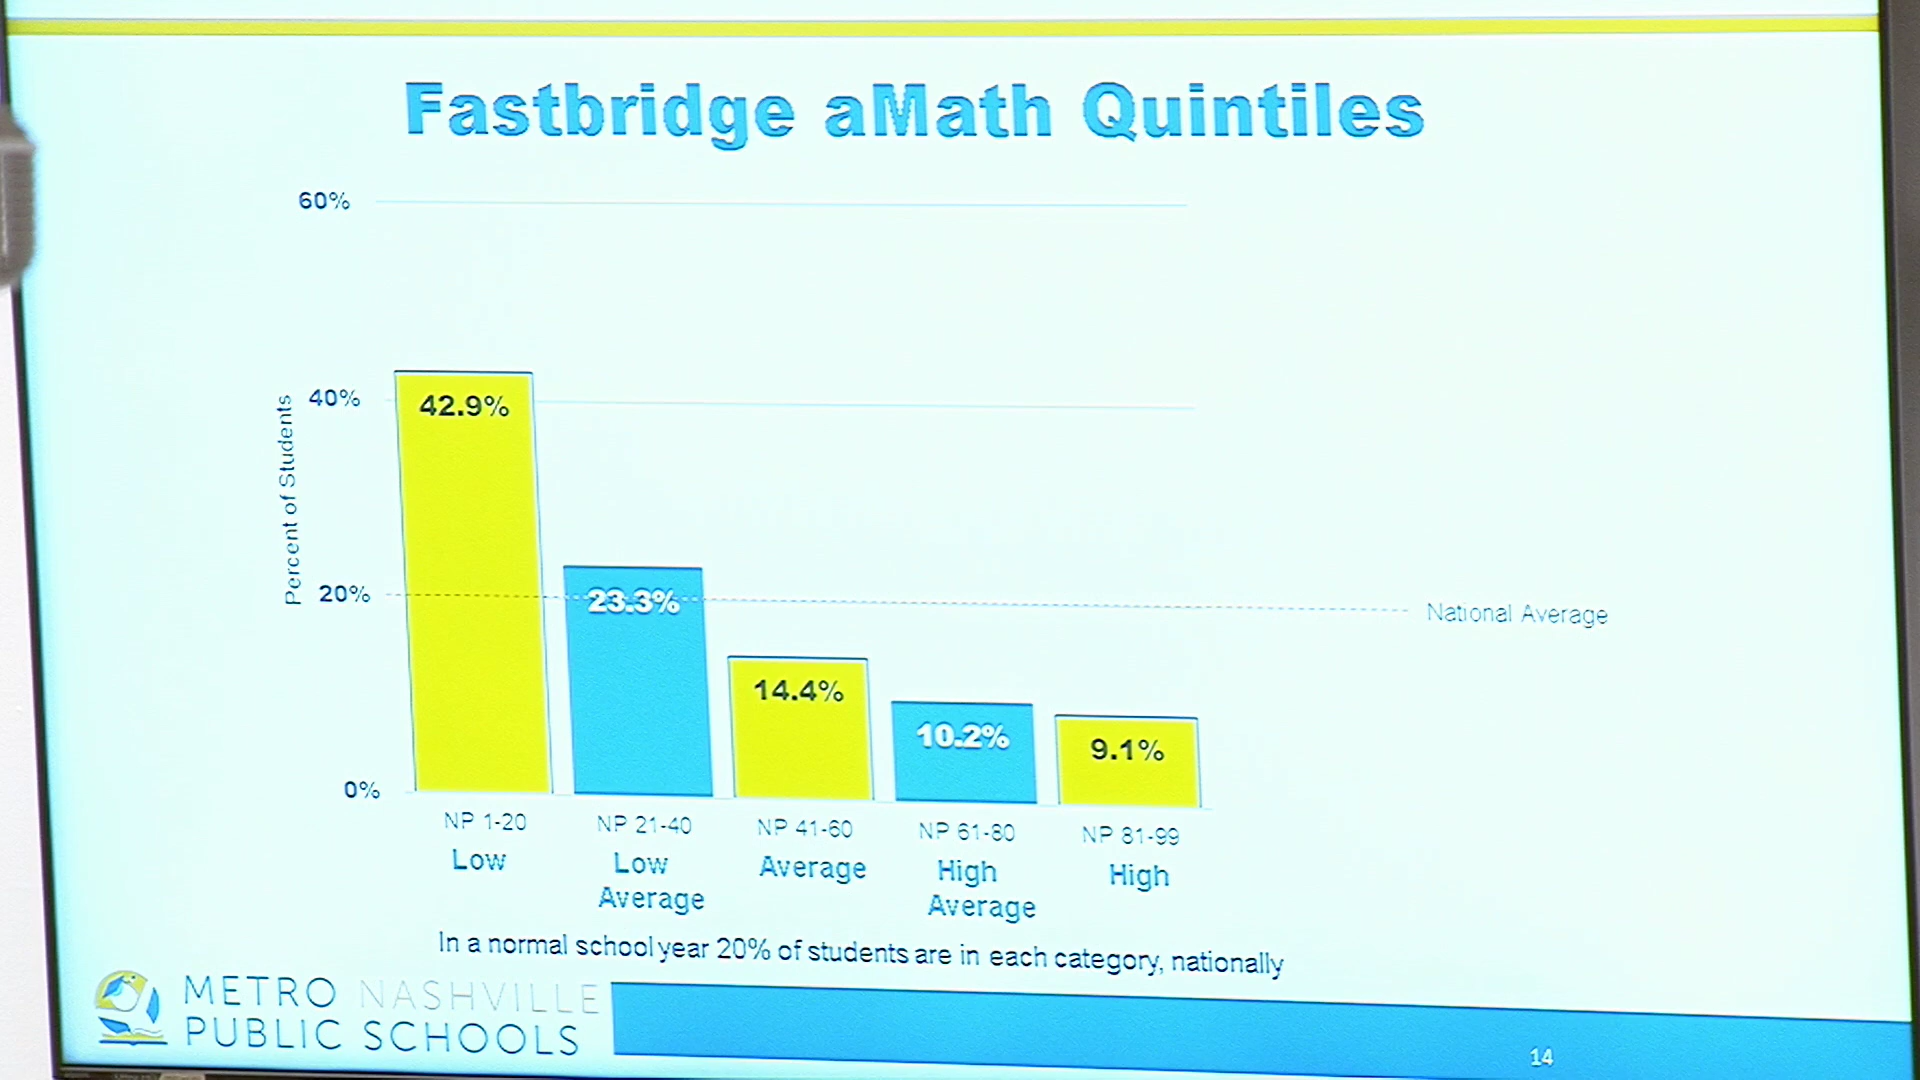 Fastbridge aMath Quintiles
60%
40%
20%
0%
Percent of Students
42.9%
23.3%
14.4%
10.2%
9.1%
National Average
NP 1-20
NP 21-40
NP 41-60
NP 61-80
NP 81-99
Low
Low
Average
Average
High
Average
High
In a normal school year 20% of students are in each category, nationally
METRO NASHVILLE
PUBLIC SCHOOLS
14